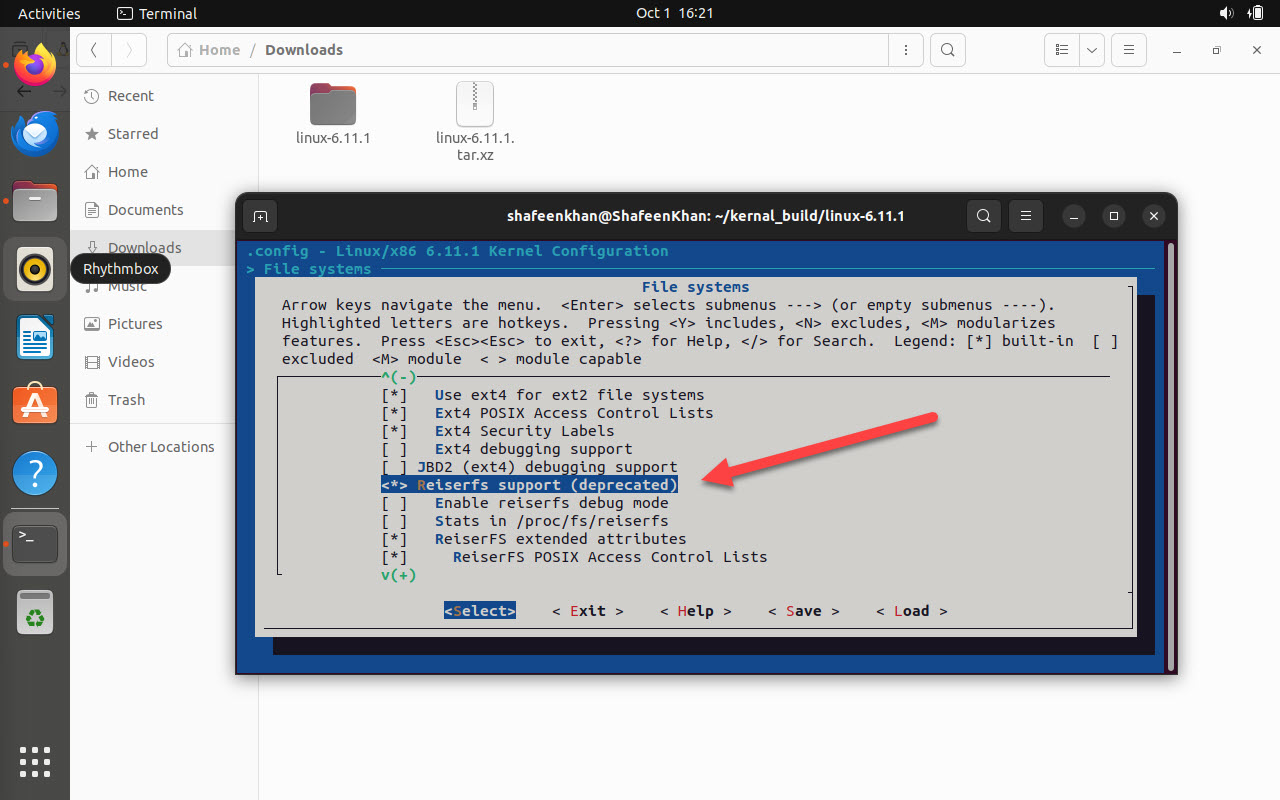 Activities Terminal Oct 1 16:21
Home / Downloads
Recent
Starred
Home
Documents
Downloads
Rhythmbox
Music
Pictures
Videos
Trash
Other Locations
linux-6.11.1
linux-6.11.1.
tar.xz
shafeenkhan@ShafeenKhan: ~/kernal_build/linux-6.11.1
.config - Linux/x86 6.11.1 Kernel Configuration
> File systems
File systems
Arrow keys navigate the menu. <Enter> selects submenus ---> (or empty submenus ----).
Highlighted letters are hotkeys. Pressing <Y> includes, <N> excludes, <M> modularizes
features. Press <Esc><Esc> to exit, <?> for Help, </> for Search. Legend: [*] built-in [ ]
excluded <M> module < > module capable
^(-)
[*] Use ext4 for ext2 file systems
[*] Ext4 POSIX Access Control Lists
[*] Ext4 Security Labels
[ ] Ext4 debugging support
[ ] JBD2 (ext4) debugging support
<*> Reiserfs support (deprecated)
[ ] Enable reiserfs debug mode
[ ] Stats in /proc/fs/reiserfs
[*] ReiserFS extended attributes
[*] ReiserFS POSIX Access Control Lists
v(+)
<Select> < Exit > < Help > < Save > < Load >